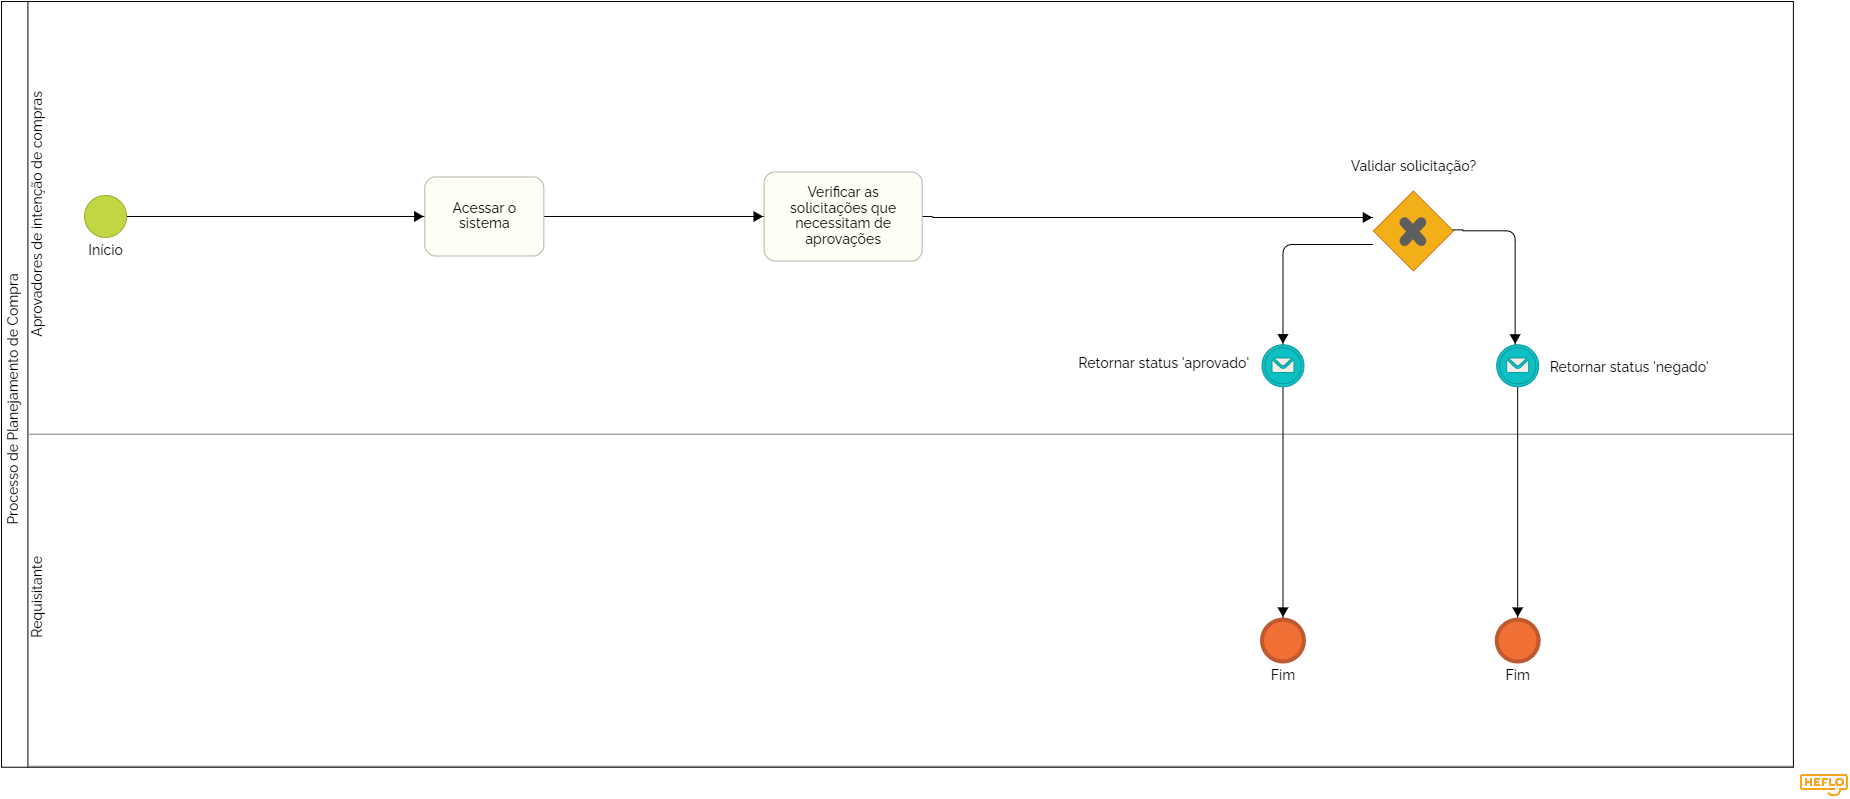 Processo de Planejamento de Compra
Aprovadores de intenção de compras
Início
Acessar o
sistema
Verificar as
solicitações que
necessitam de
aprovações
Validar solicitação?
Retornar status 'aprovado'
Retornar status 'negado'
Requisitante
Fim
Fim
HEFLO